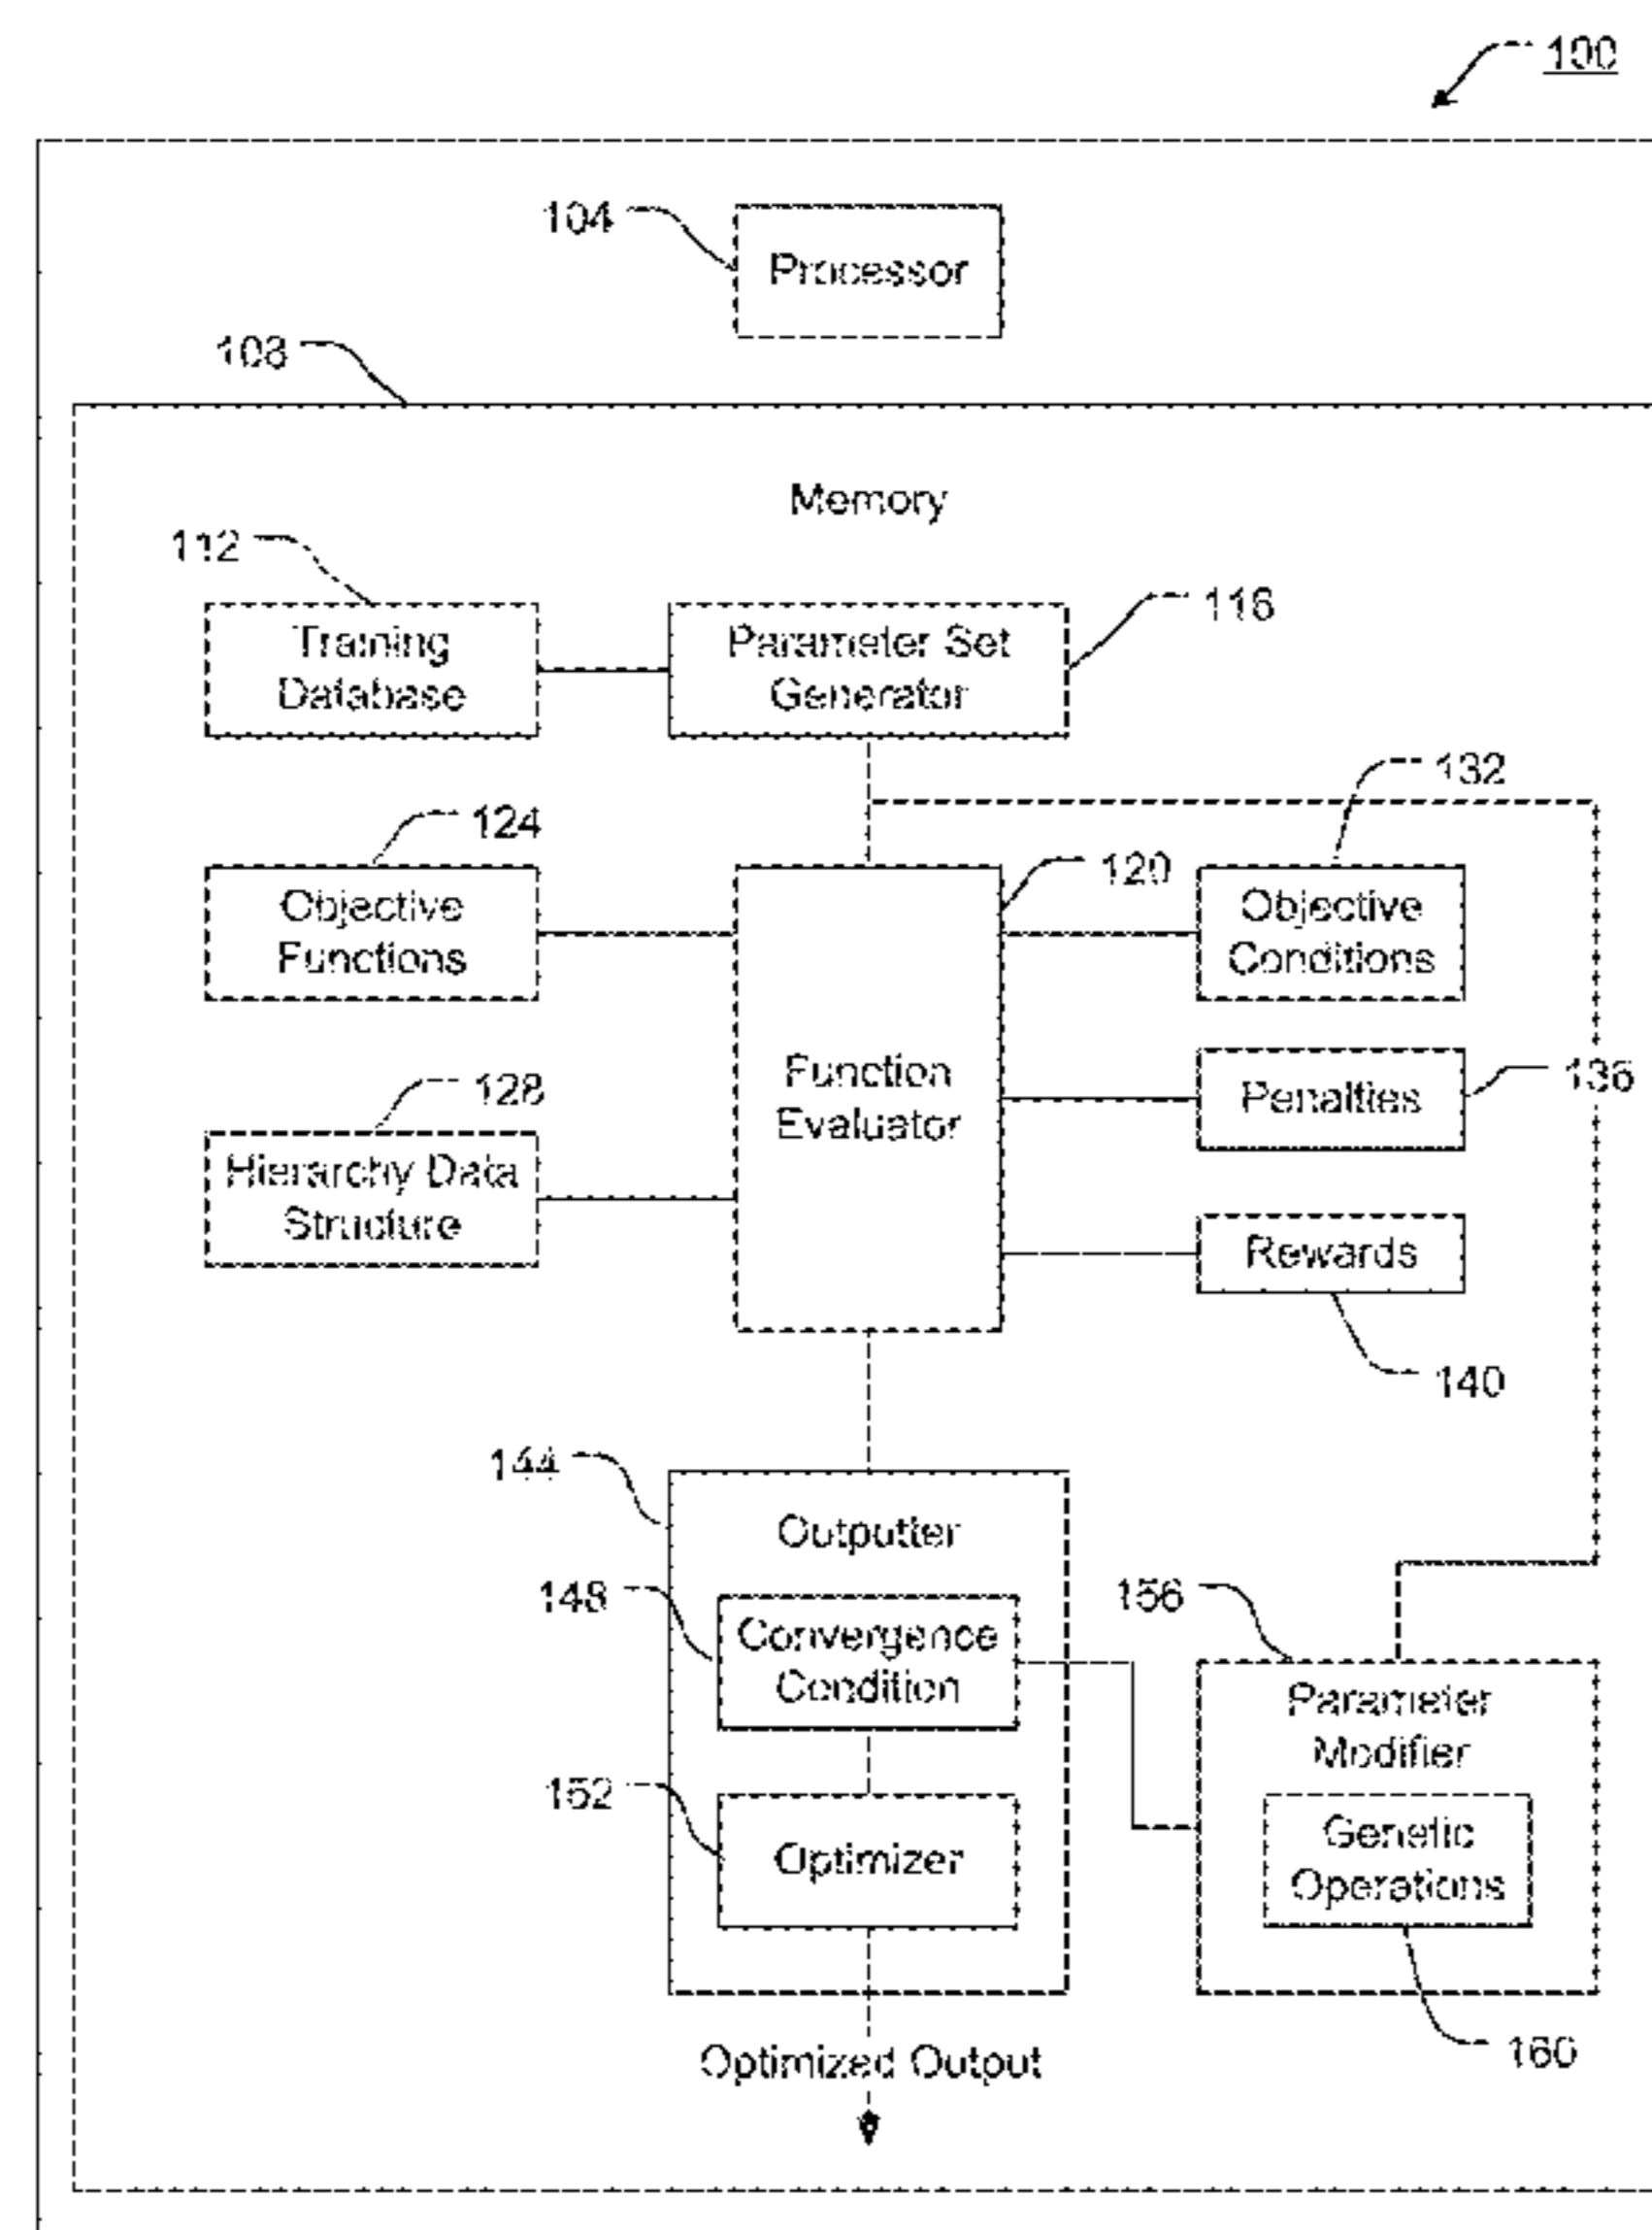 100
104
Processor
108
Memory
112
Training
Database
Parameter Set
Generator
116
124
Objective
Functions
120
132
Objective
Conditions
128
Hierarchy Data
Structure
Function
Evaluator
Penalties
136
Rewards
140
144
Outputter
148
Convergence
Condition
152
Optimizer
156
Parameter
Modifier
Genetic
Operations
160
Optimized Output